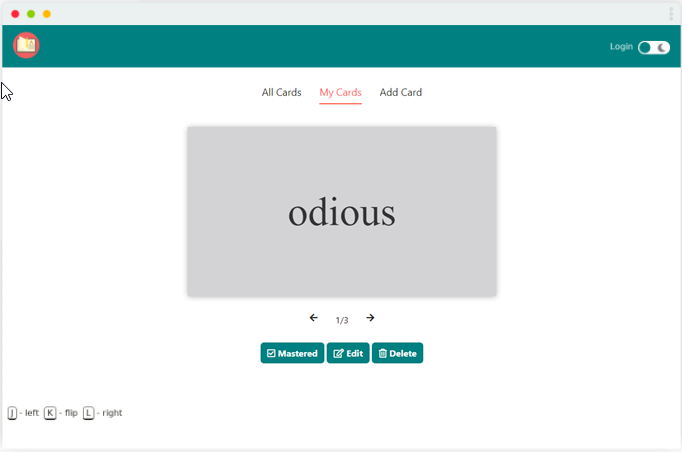 Login
All Cards My Cards Add Card
odious
1/3
Mastered Edit Delete
J - left K - flip L - right